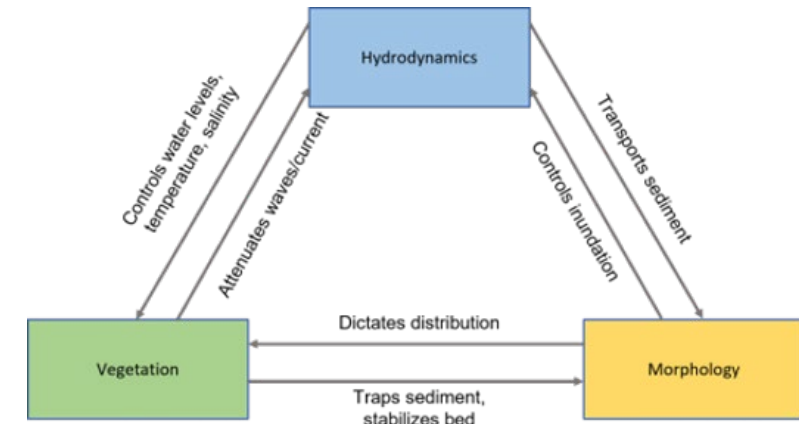 Hydrodynamics
Controls water levels,
temperature, salinity
Attenuates waves/current
Controls inundation
Transports sediment
Dictates distribution
Vegetation
Morphology
Traps sediment,
stabilizes bed